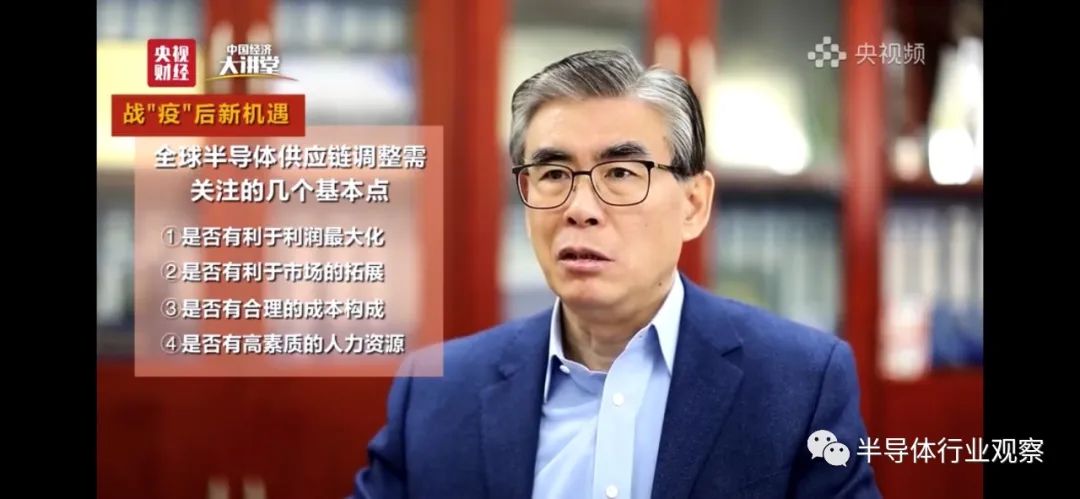 央视
财经
中国经济
大讲堂
央视频
战"疫"后新机遇
全球半导体供应链调整需
关注的几个基本点
①是否有利于利润最大化
②是否有利于市场的拓展
③是否有合理的成本构成
④是否有高素质的人力资源
半导体行业观察